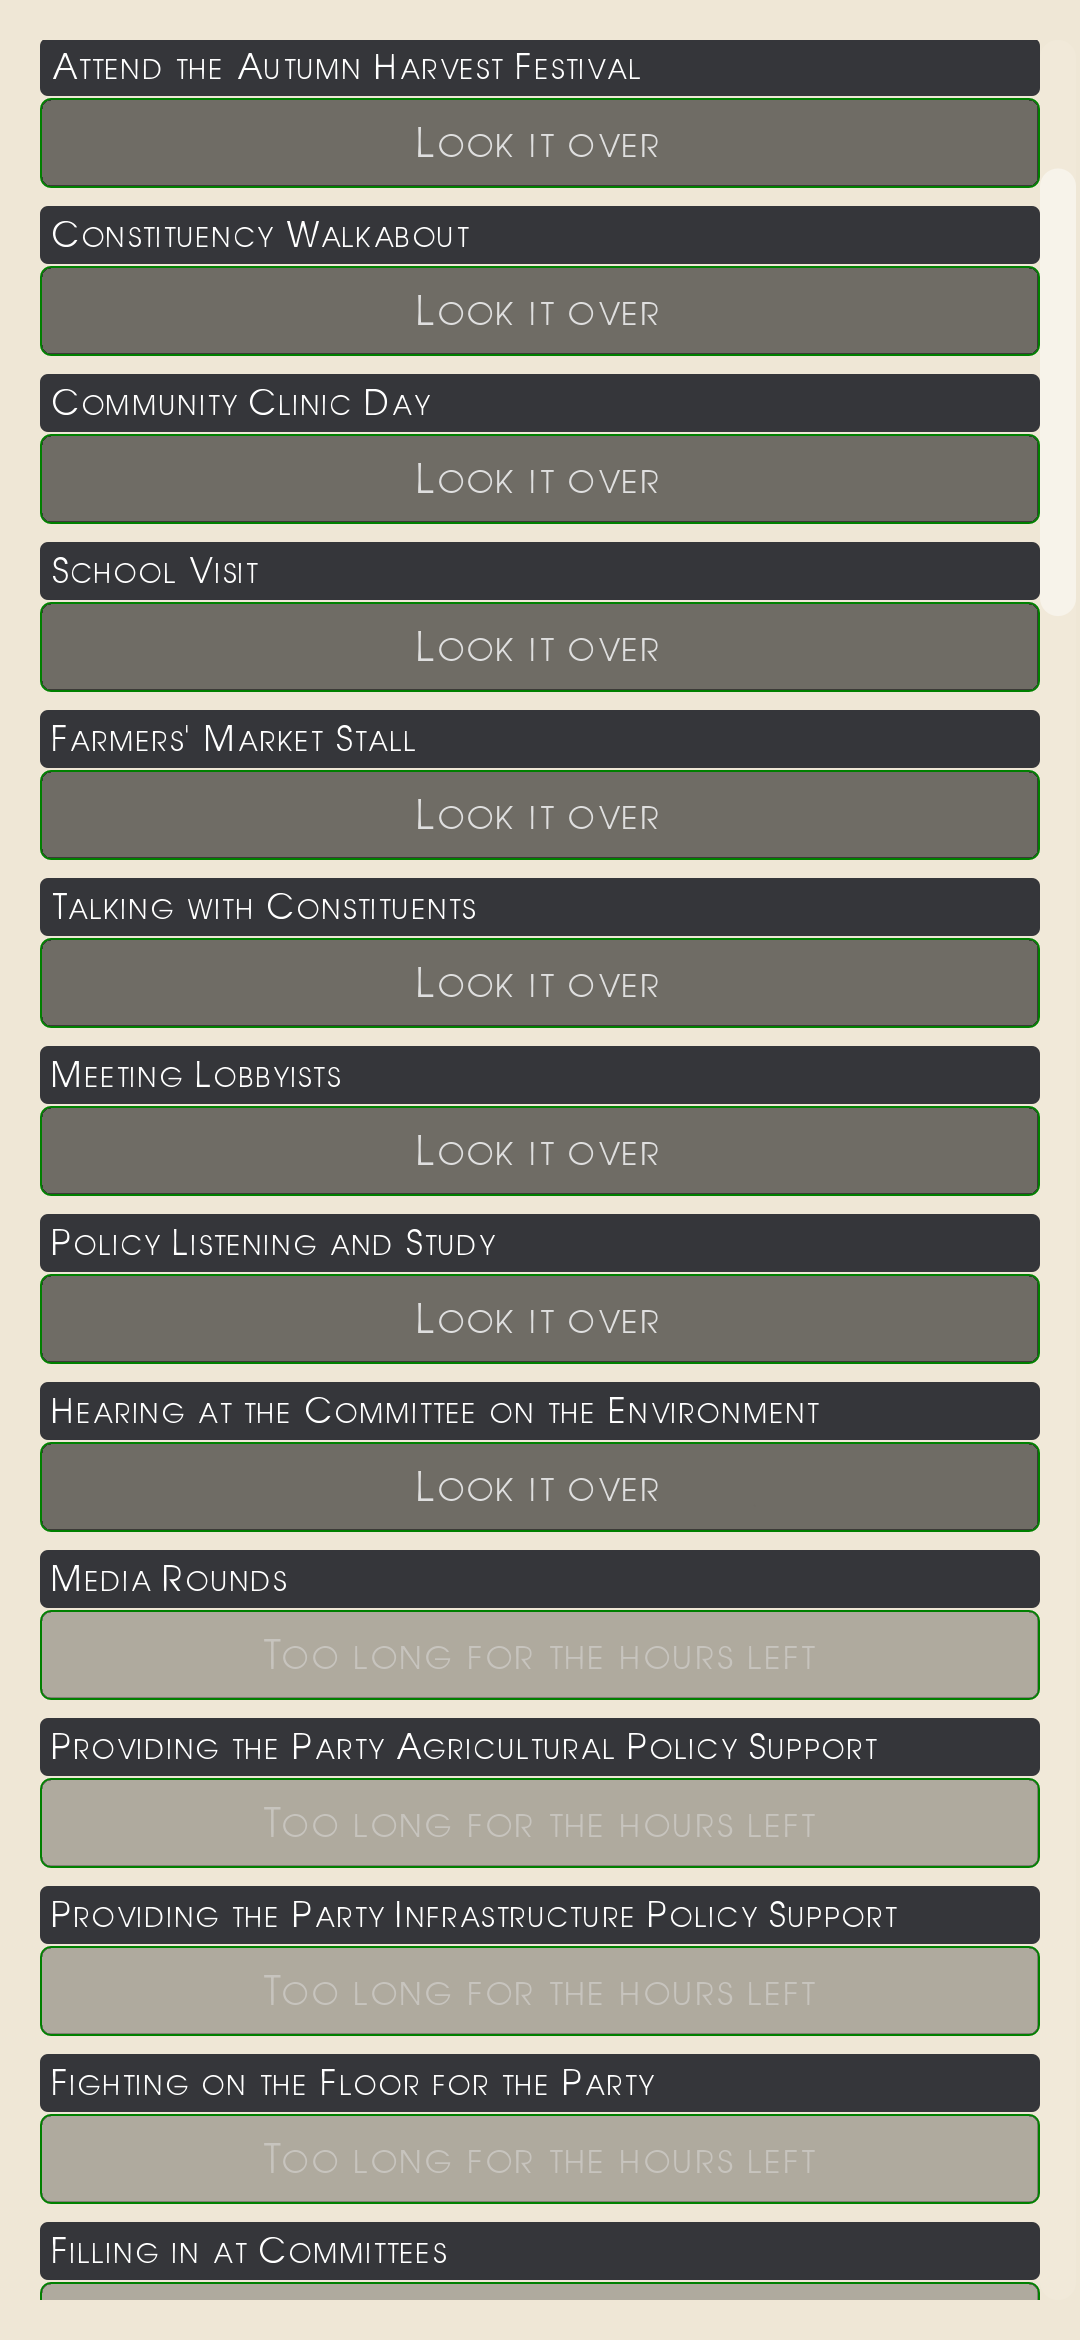 Attend the Autumn Harvest Festival
Look it over
Constituency Walkabout
Look it over
Community Clinic Day
Look it over
School Visit
Look it over
Farmers' Market Stall
Look it over
Talking with Constituents
Look it over
Meeting Lobbyists
Look it over
Policy Listening and Study
Look it over
Hearing at the Committee on the Environment
Look it over
Media Rounds
Too long for the hours left
Providing the Party Agricultural Policy Support
Too long for the hours left
Providing the Party Infrastructure Policy Support
Too long for the hours left
Fighting on the Floor for the Party
Too long for the hours left
Filling in at Committees